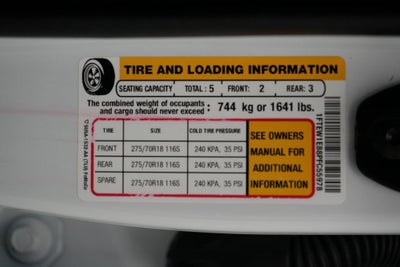 TIRE AND LOADING INFORMATION
SEATING CAPACITY TOTAL : 5 FRONT: 2 REAR: 3
The combined weight of occupants
and cargo should never exceed : 744 kg or 1641 lbs.
TIRE SIZE COLD TIRE PRESSURE
FRONT 275/70R18 116S 240 KPA, 35 PSI
REAR 275/70R18 116S 240 KPA, 35 PSI
SPARE 275/70R18 116S 240 KPA, 35 PSI
SEE OWNERS
MANUAL FOR
ADDITIONAL
INFORMATION
1FTEW1E88PFC55978